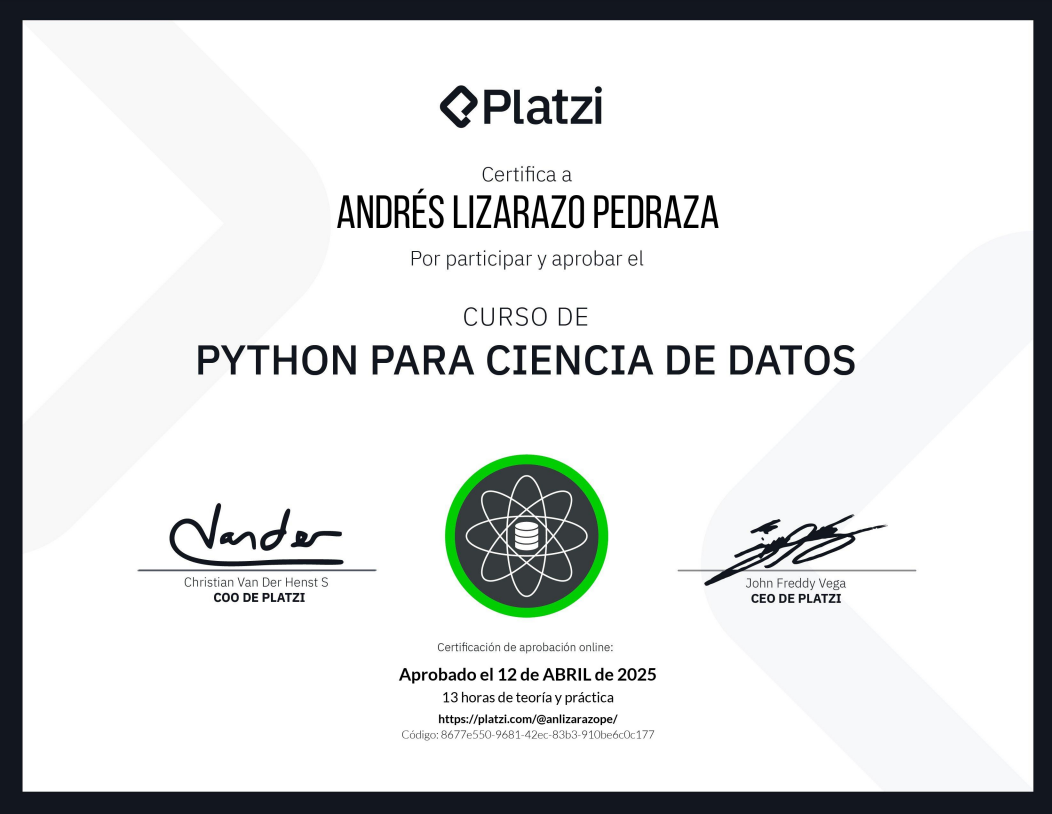 Platzi
Certifica a
ANDRÉS LIZARAZO PEDRAZA
Por participar y aprobar el
CURSO DE
PYTHON PARA CIENCIA DE DATOS
Vander
Christian Van Der Henst S
COO DE PLATZI
John Freddy Vega
CEO DE PLATZI
Certificación de aprobación online:
Aprobado el 12 de ABRIL de 2025
13 horas de teoría y práctica
https://platzi.com/@anlizarazope/
Código: 8677e550-9681-42ec-83b3-910be6c0c177